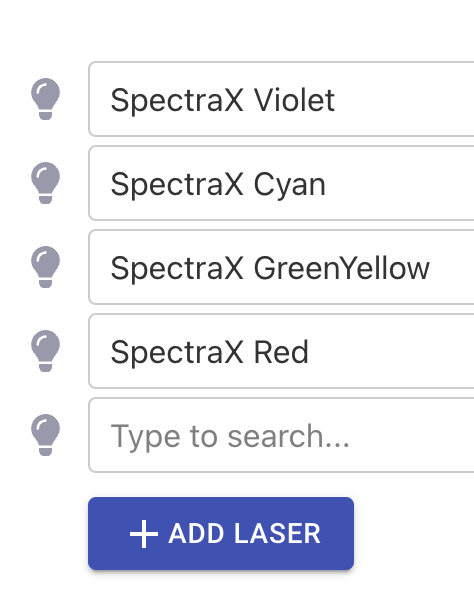 SpectraX Violet
SpectraX Cyan
SpectraX GreenYellow
SpectraX Red
Type to search...
+ ADD LASER